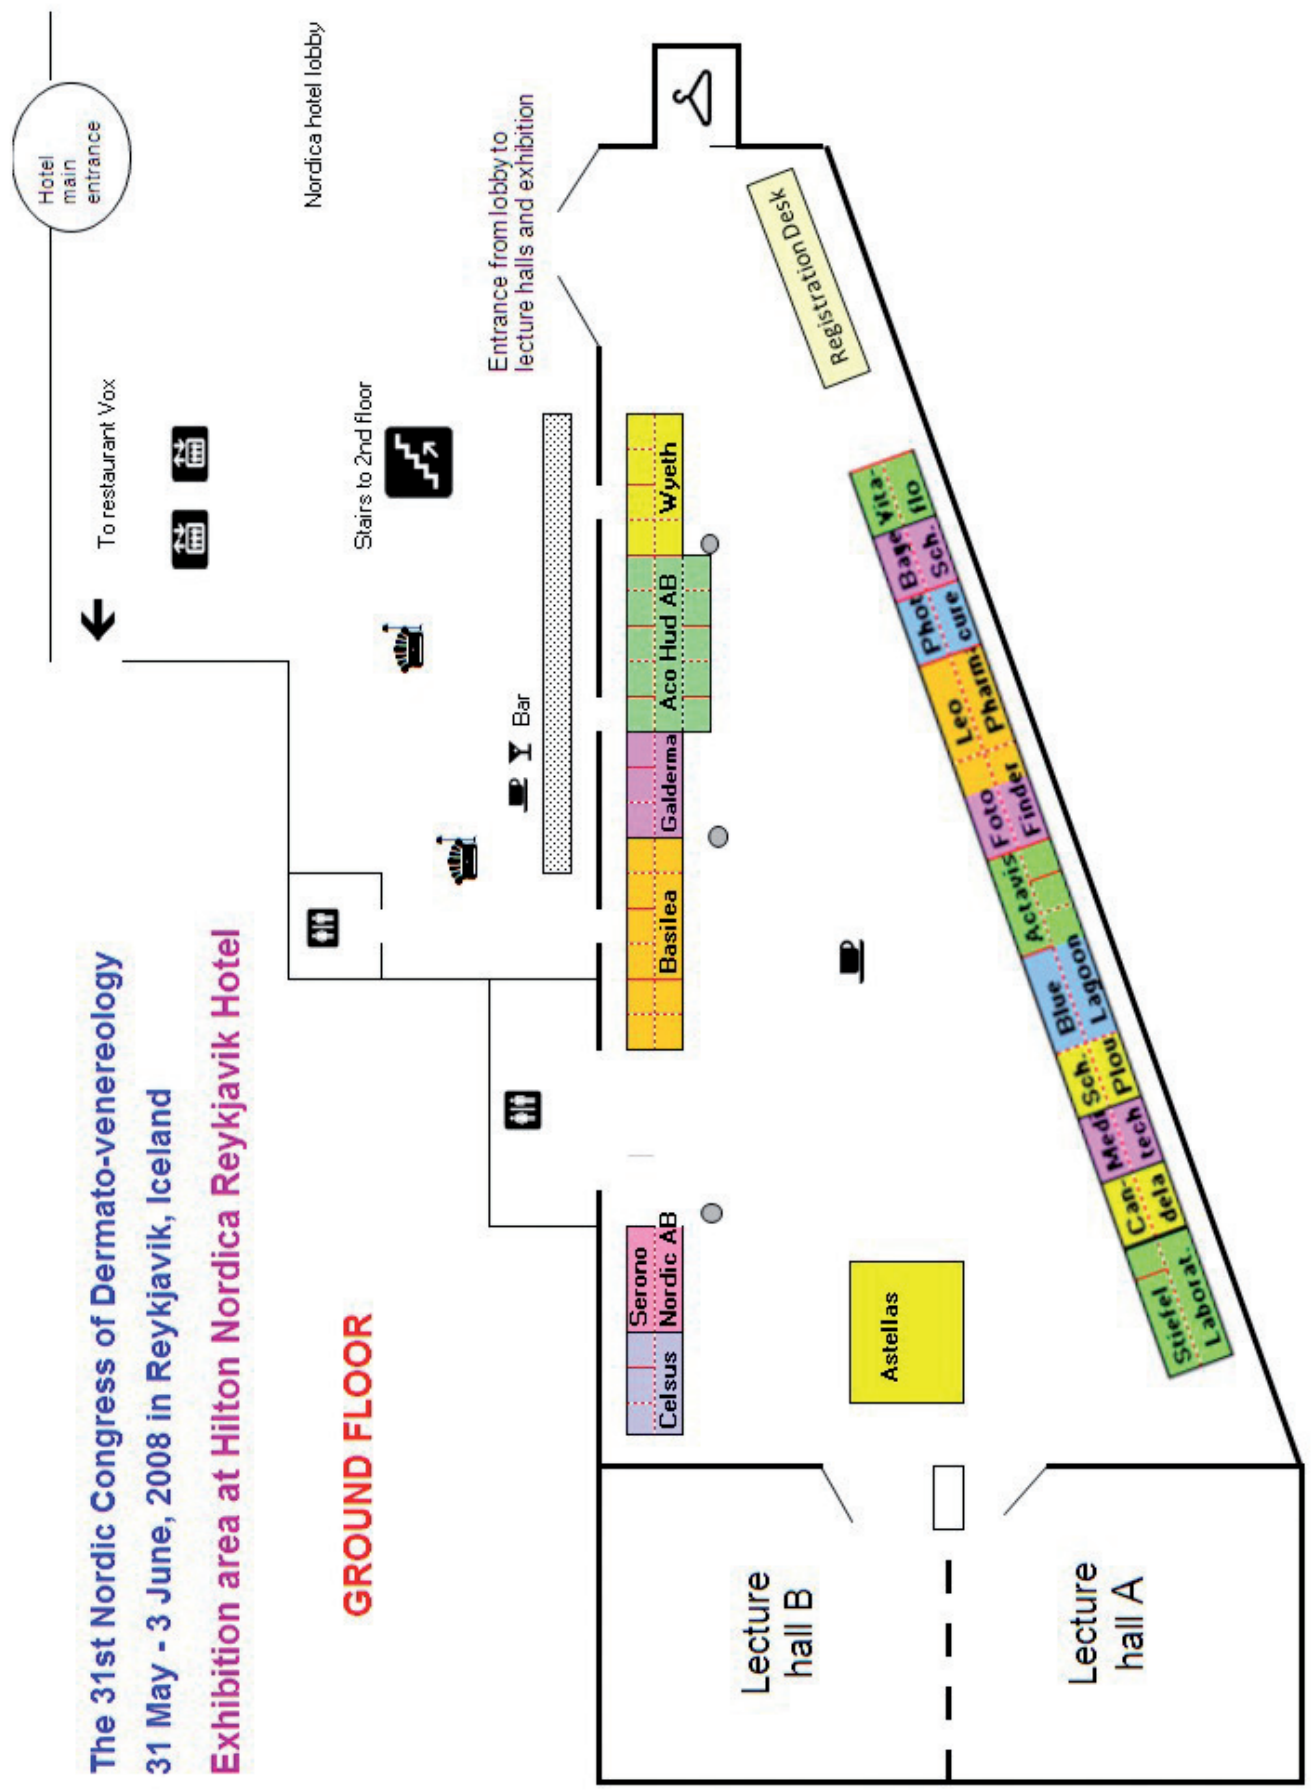 The 31st Nordic Congress of Dermato-venereology
31 May - 3 June, 2008 in Reykjavik, Iceland
Exhibition area at Hilton Nordica Reykjavik Hotel
GROUND FLOOR
Hotel
main
entrance
To restaurant Vox
Nordica hotel lobby
Stairs to 2nd floor
Entrance from lobby to
lecture halls and exhibition
Bar
Celsus
Serono
Nordic AB
Basilea
Galderma
Aco Hud AB
Wyeth
Registration Desk
Astellas
Lecture
hall B
Lecture
hall A
Stiefel
Laborat.
Can-
dela
Medi
tech
Sch.
Plou
Blue
Lagoon
Actavis
Foto
Finder
Leo
Pharma
Phot
cure
Baye
Sch.
Vita-
flo